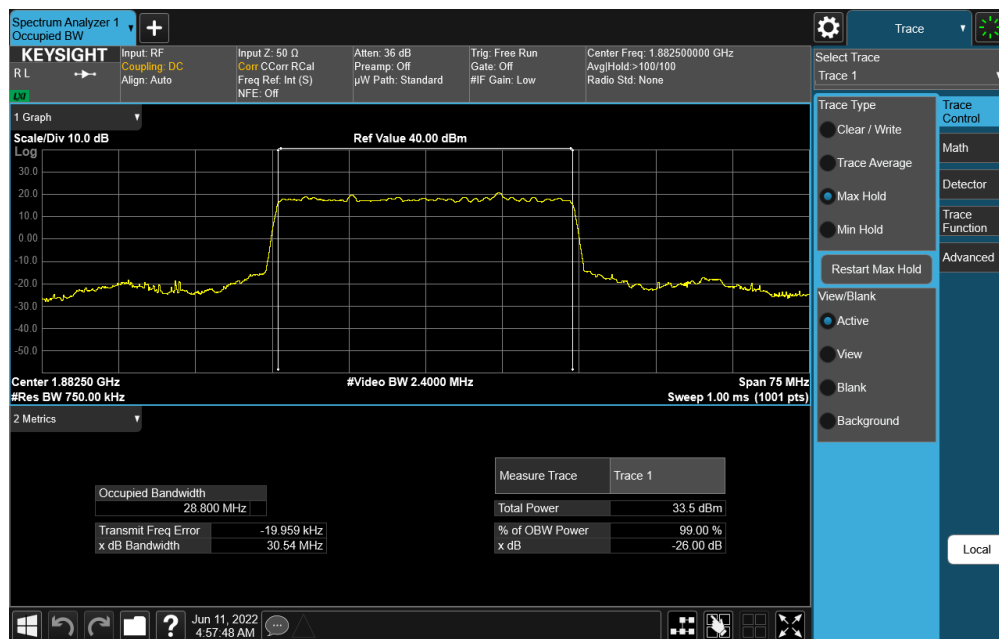 Spectrum Analyzer 1
Occupied BW
Trace
KEYSIGHT
R L
LXI
Input: RF
Coupling: DC
Align: Auto
Input Z: 50 Ω
Corr CCorr RCal
Freq Ref: Int (S)
NFE: Off
Atten: 36 dB
Preamp: Off
µW Path: Standard
Trig: Free Run
Gate: Off
#IF Gain: Low
Center Freq: 1.882500000 GHz
Avg|Hold:>100/100
Radio Std: None
Select Trace
Trace 1
1 Graph
Scale/Div 10.0 dB
Ref Value 40.00 dBm
Log
30.0
20.0
10.0
0.00
-10.0
-20.0
-30.0
-40.0
-50.0
Center 1.88250 GHz
#Video BW 2.4000 MHz
Span 75 MHz
#Res BW 750.00 kHz
Sweep 1.00 ms (1001 pts)
Trace Type
Clear / Write
Trace Average
Max Hold
Min Hold
Restart Max Hold
View/Blank
Active
View
Blank
Background
Trace
Control
Math
Detector
Trace
Function
Advanced
Local
2 Metrics
Occupied Bandwidth
28.800 MHz
Transmit Freq Error -19.959 kHz
x dB Bandwidth 30.54 MHz
Measure Trace Trace 1
Total Power 33.5 dBm
% of OBW Power 99.00 %
x dB -26.00 dB
Jun 11, 2022
4:57:48 AM